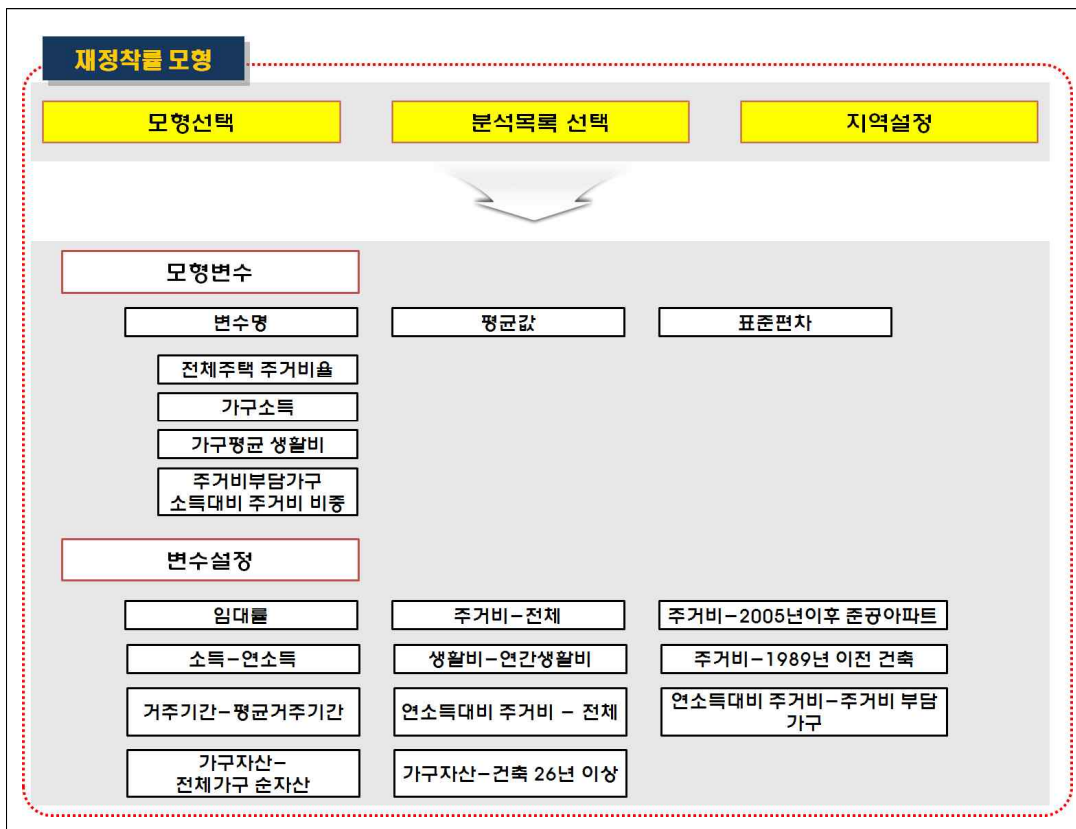 재정착률 모형
모형선택
분석목록 선택
지역설정
모형변수
변수명
평균값
표준편차
전체주택 주거비율
가구소득
가구평균 생활비
주거비부담가구
소득대비 주거비 비중
변수설정
임대률
주거비-전체
주거비-2005년이후 준공아파트
소득-연소득
생활비-연간생활비
주거비-1989년 이전 건축
거주기간-평균거주기간
연소득대비 주거비 - 전체
연소득대비 주거비-주거비 부담
가구
가구자산-
전체가구 순자산
가구자산-건축 26년 이상